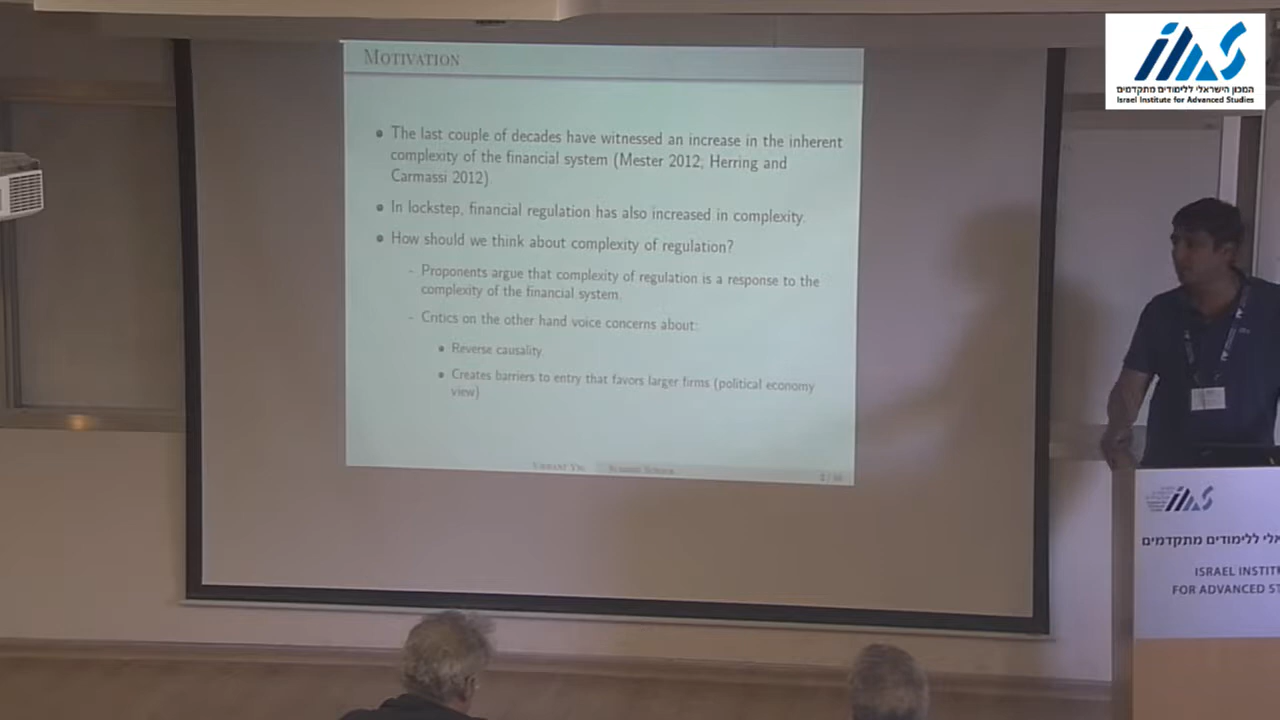 MOTIVATION
• The last couple of decades have witnessed an increase in the inherent
complexity of the financial system (Mester 2012, Herring and
Carmassi 2012).
• In lockstep, financial regulation has also increased in complexity.
• How should we think about complexity of regulation?
- Proponents argue that complexity of regulation is a response to the
complexity of the financial system.
- Critics on the other hand voice concerns about:
• Reverse causality
• Creates barriers to entry that favors larger firms (political economy
view)
המכון הישראלי ללימודים מתקדמים
Israel Institute for Advanced Studies
אלי ללימודים מתקדמים
ISRAEL INSTIT
FOR ADVANCED ST